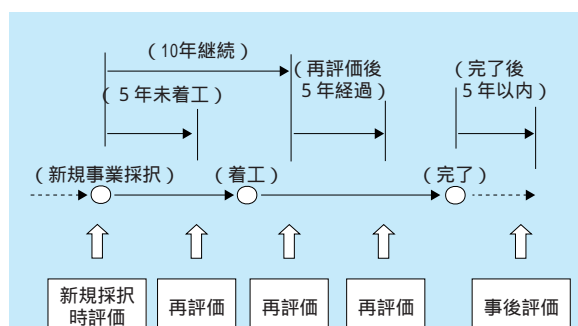 （10年継続）
（5年未着工）
（再評価後
5年経過）
（完了後
5年以内）
（新規事業採択）
（着工）
（完了）
新規採択
時評価
再評価
再評価
再評価
事後評価